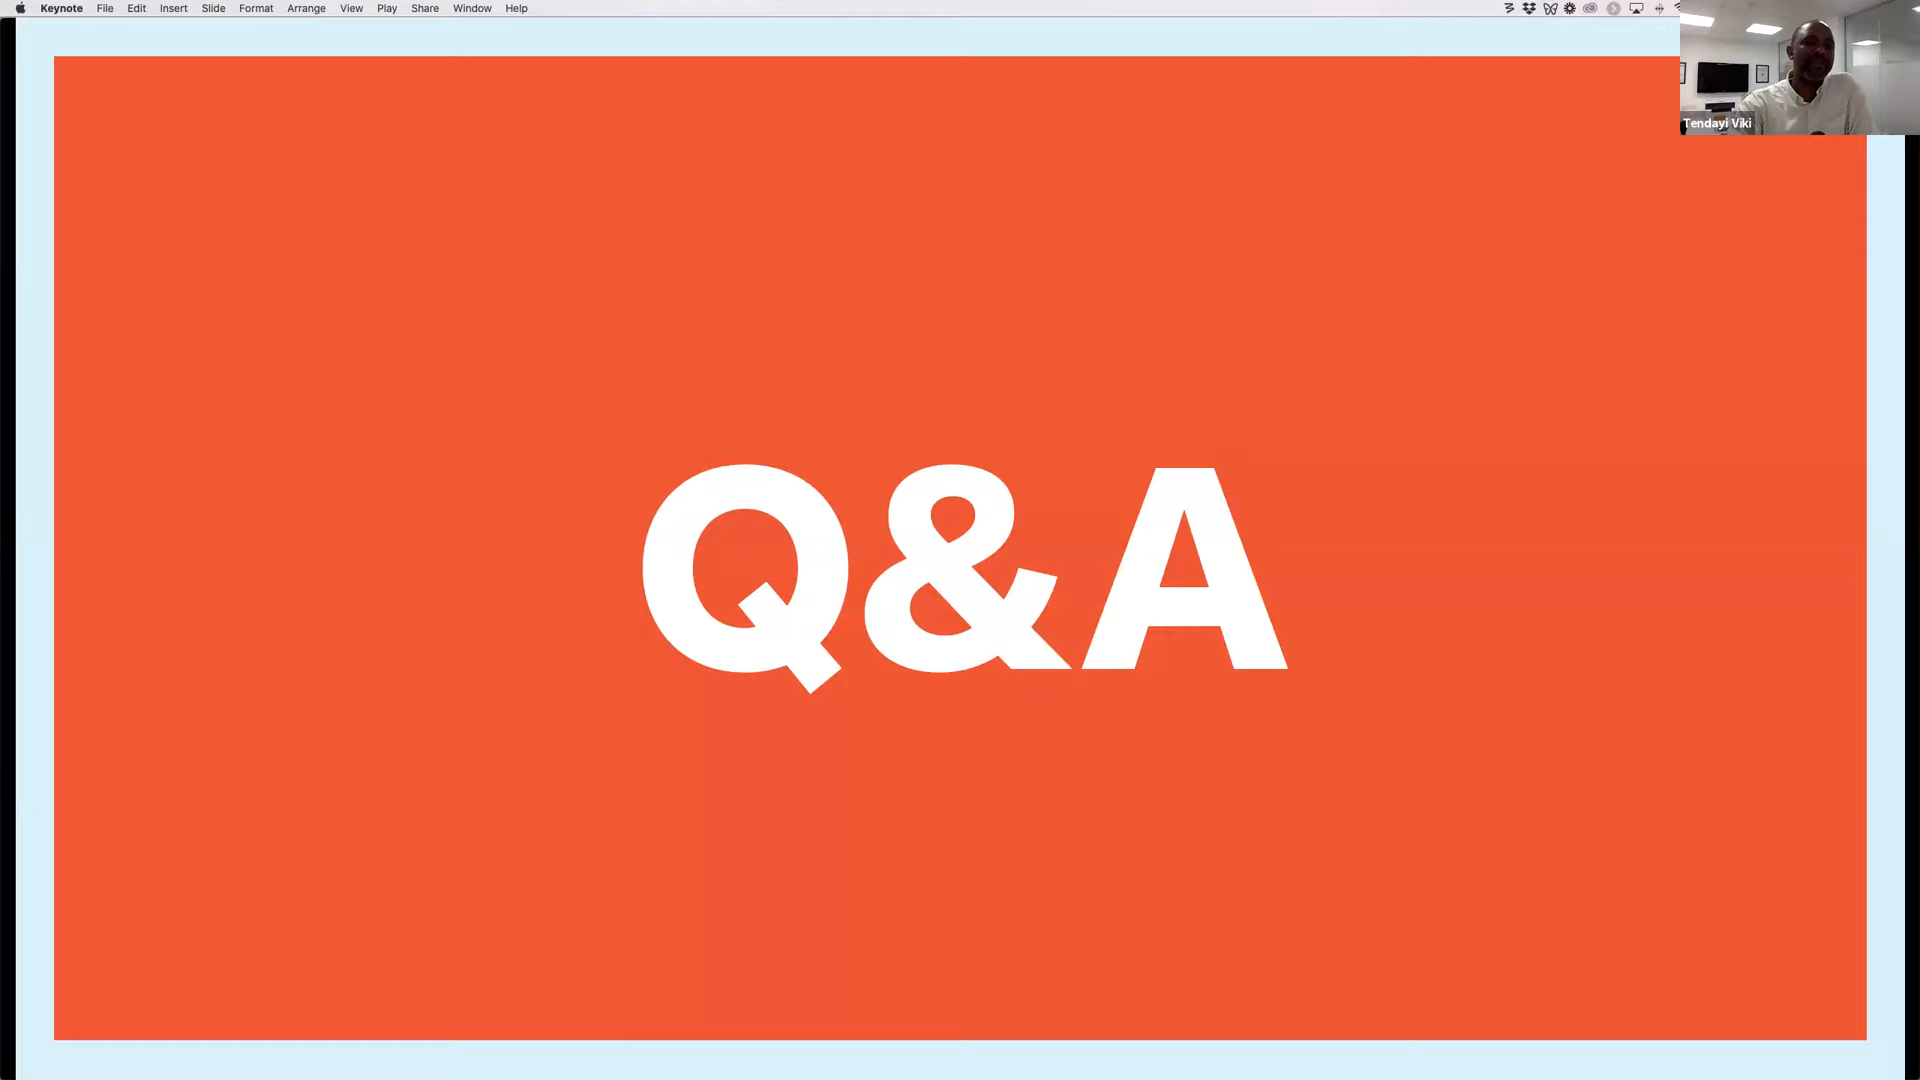 Keynote File Edit Insert Slide Format Arrange View Play Share Window Help
Tendayi Viki
Q&A